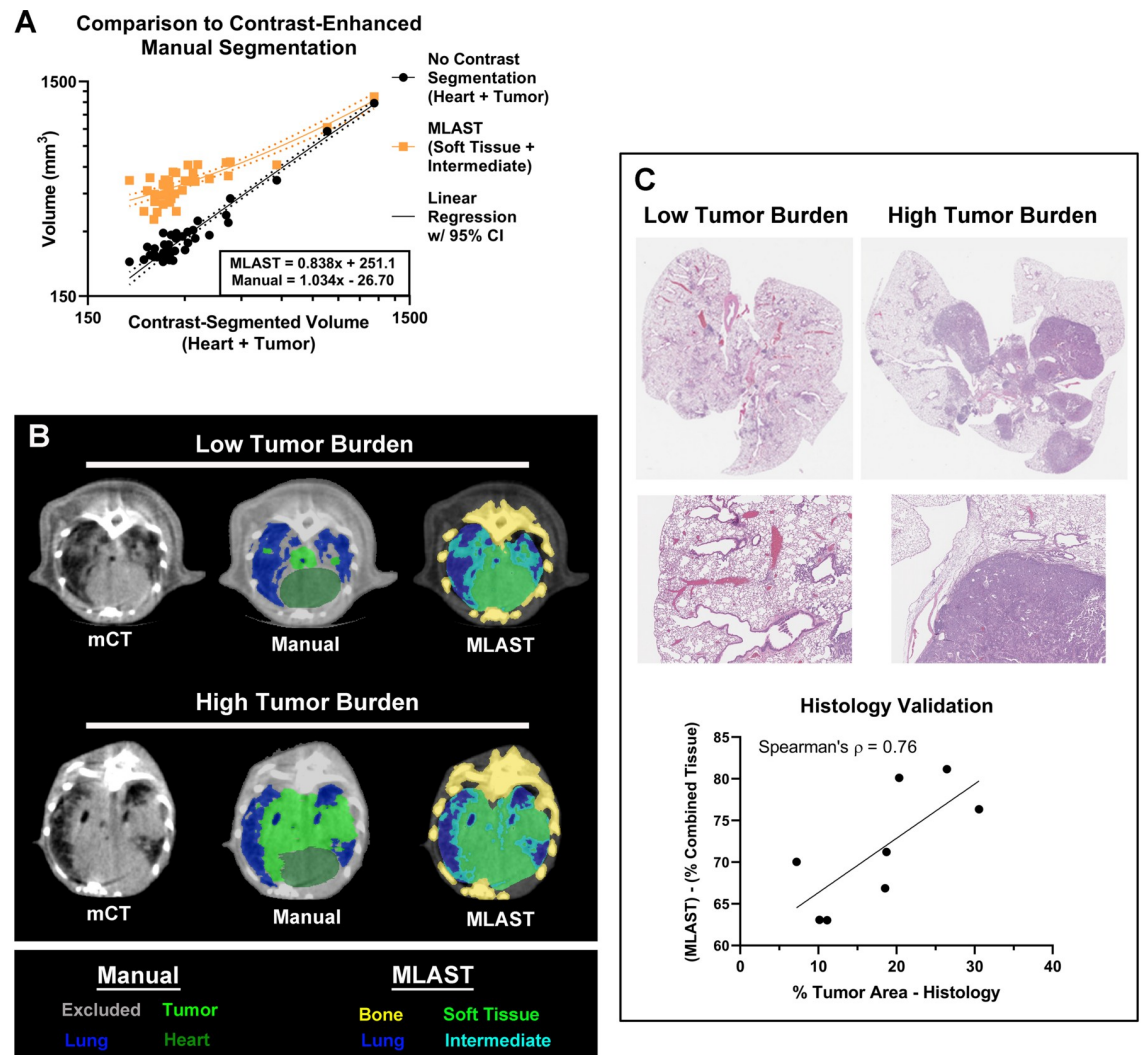 A
Comparison to Contrast-Enhanced
Manual Segmentation
1500
Volume (mm³)
150
150
1500
Contrast-Segmented Volume
(Heart + Tumor)
MLAST = 0.838x + 251.1
Manual = 1.034x - 26.70
No Contrast
Segmentation
(Heart + Tumor)
MLAST
(Soft Tissue +
Intermediate)
Linear
Regression
w/ 95% CI
B
Low Tumor Burden
mCT
Manual
MLAST
High Tumor Burden
mCT
Manual
MLAST
Manual
Excluded Tumor
Lung Heart
MLAST
Bone Soft Tissue
Lung Intermediate
C
Low Tumor Burden
High Tumor Burden
Histology Validation
Spearman's ρ = 0.76
(MLAST) - (% Combined Tissue)
85
80
75
70
65
60
0
10
20
30
40
% Tumor Area - Histology